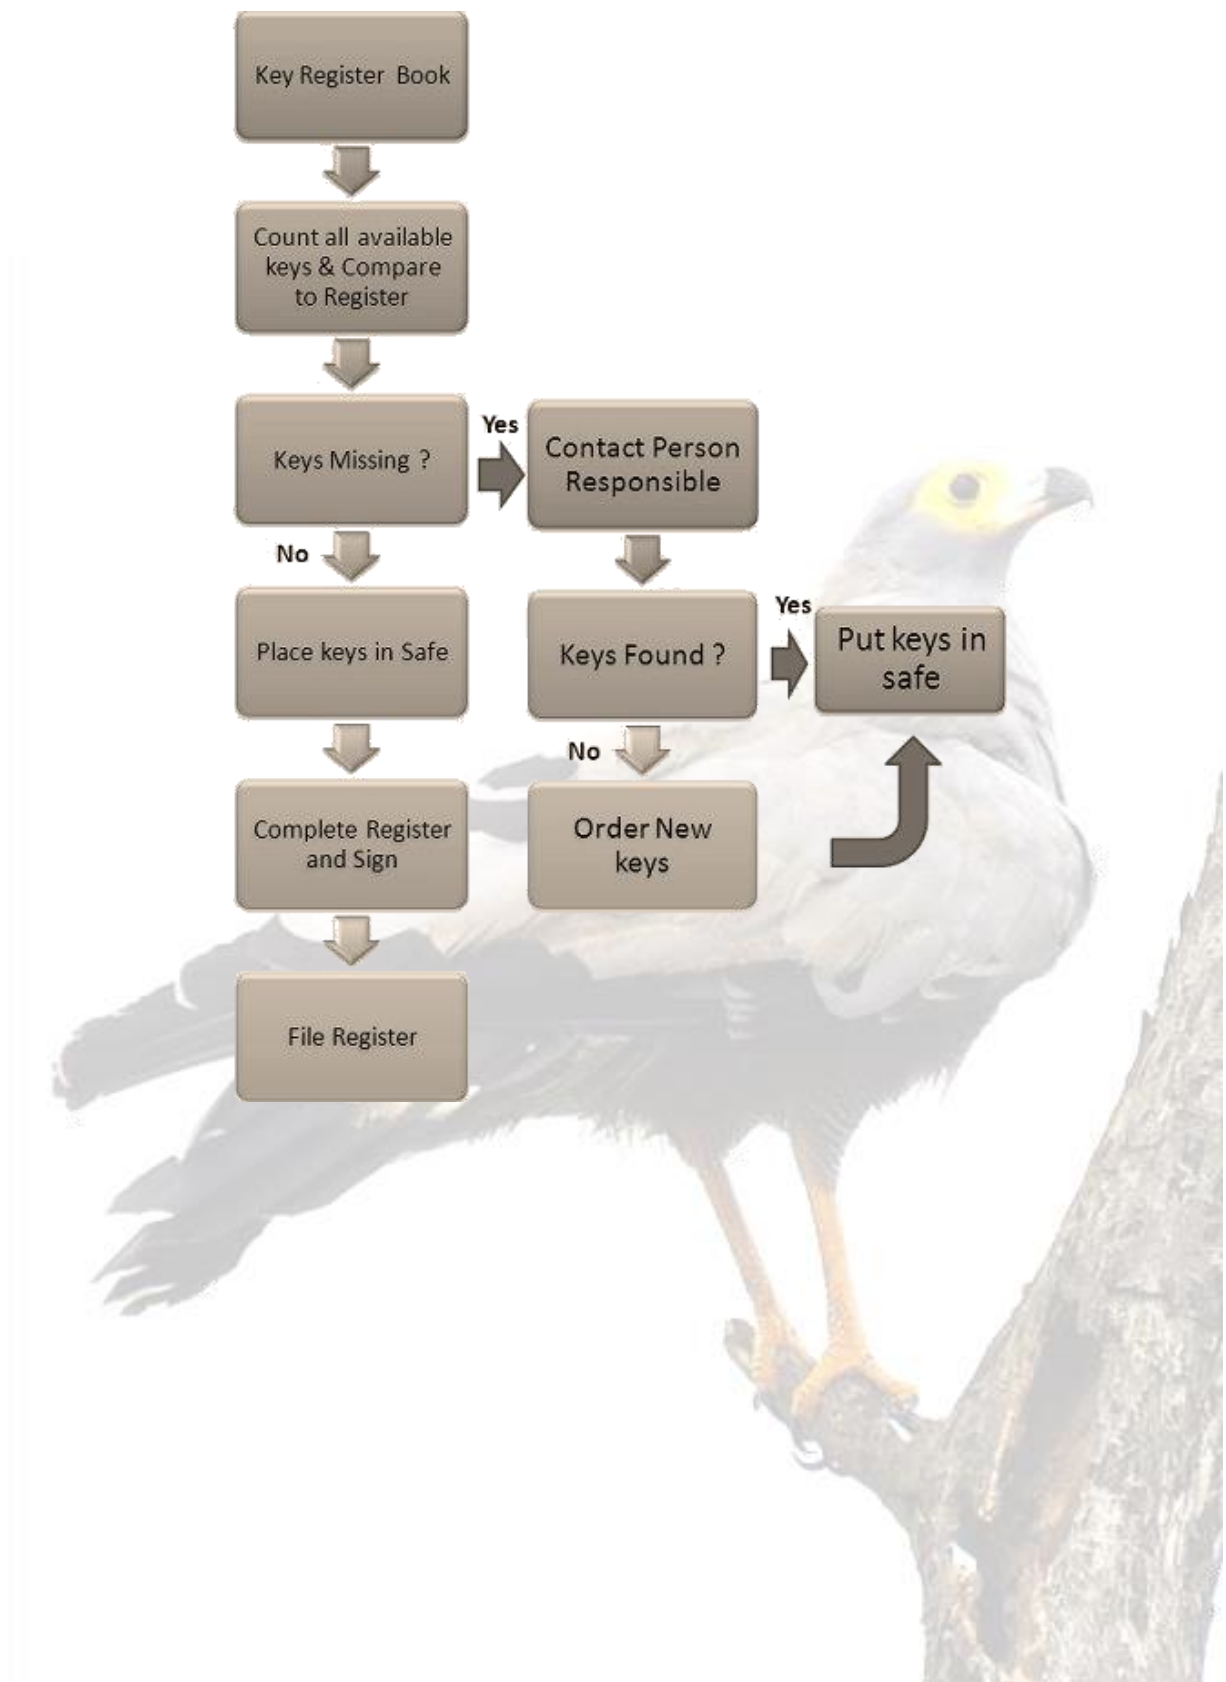 Key Register Book
Count all available
keys & Compare
to Register
Keys Missing ?
Yes
Contact Person
Responsible
No
Place keys in Safe
Keys Found ?
Yes
Put keys in
safe
No
Complete Register
and Sign
Order New
keys
File Register